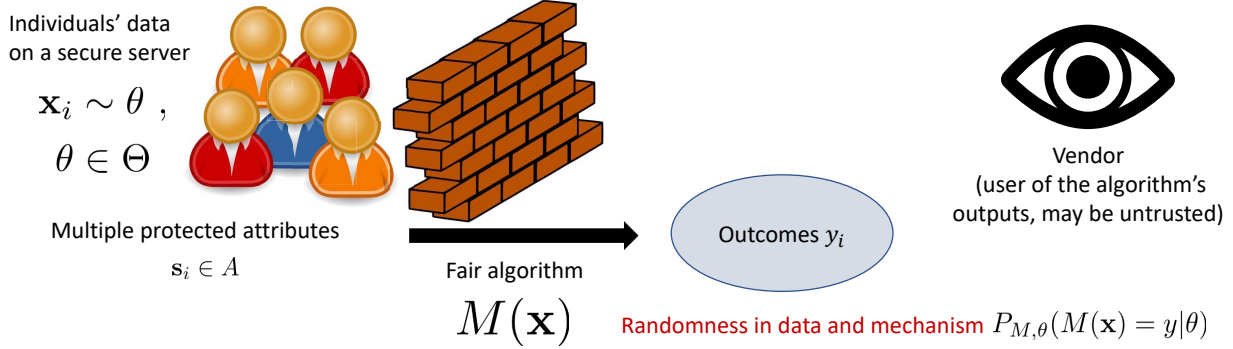 Individuals' data
on a secure server
𝐱ᵢ ∼ θ ,
θ ∈ Θ
Multiple protected attributes
𝐬ᵢ ∈ A
Fair algorithm
M(𝐱)
Outcomes yᵢ
Vendor
(user of the algorithm's
outputs, may be untrusted)
Randomness in data and mechanism P_{M,θ}(M(𝐱) = y|θ)